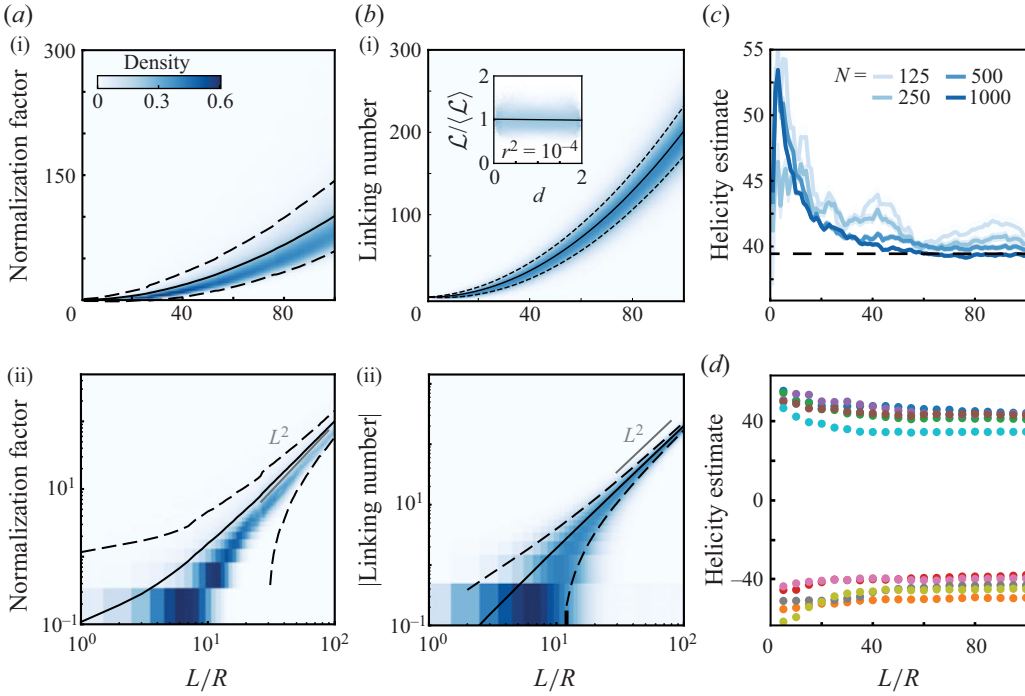 (a)
(i)
Normalization factor
300
150
0
40
80
Density
0
0.3
0.6
(b)
(i)
Linking number
300
200
100
0
0
40
80
ℒ/⟨ℒ⟩
2
1
0
0
2
d
r² = 10⁻⁴
(c)
Helicity estimate
55
50
45
40
0
40
80
N =
125
500
250
1000
(ii)
Normalization factor
10¹
10⁻¹
10⁰
10¹
10²
L²
L/R
(ii)
|Linking number|
10¹
10⁻¹
10⁰
10¹
10²
L²
L/R
(d)
Helicity estimate
40
0
−40
0
20
40
60
80
100
L/R